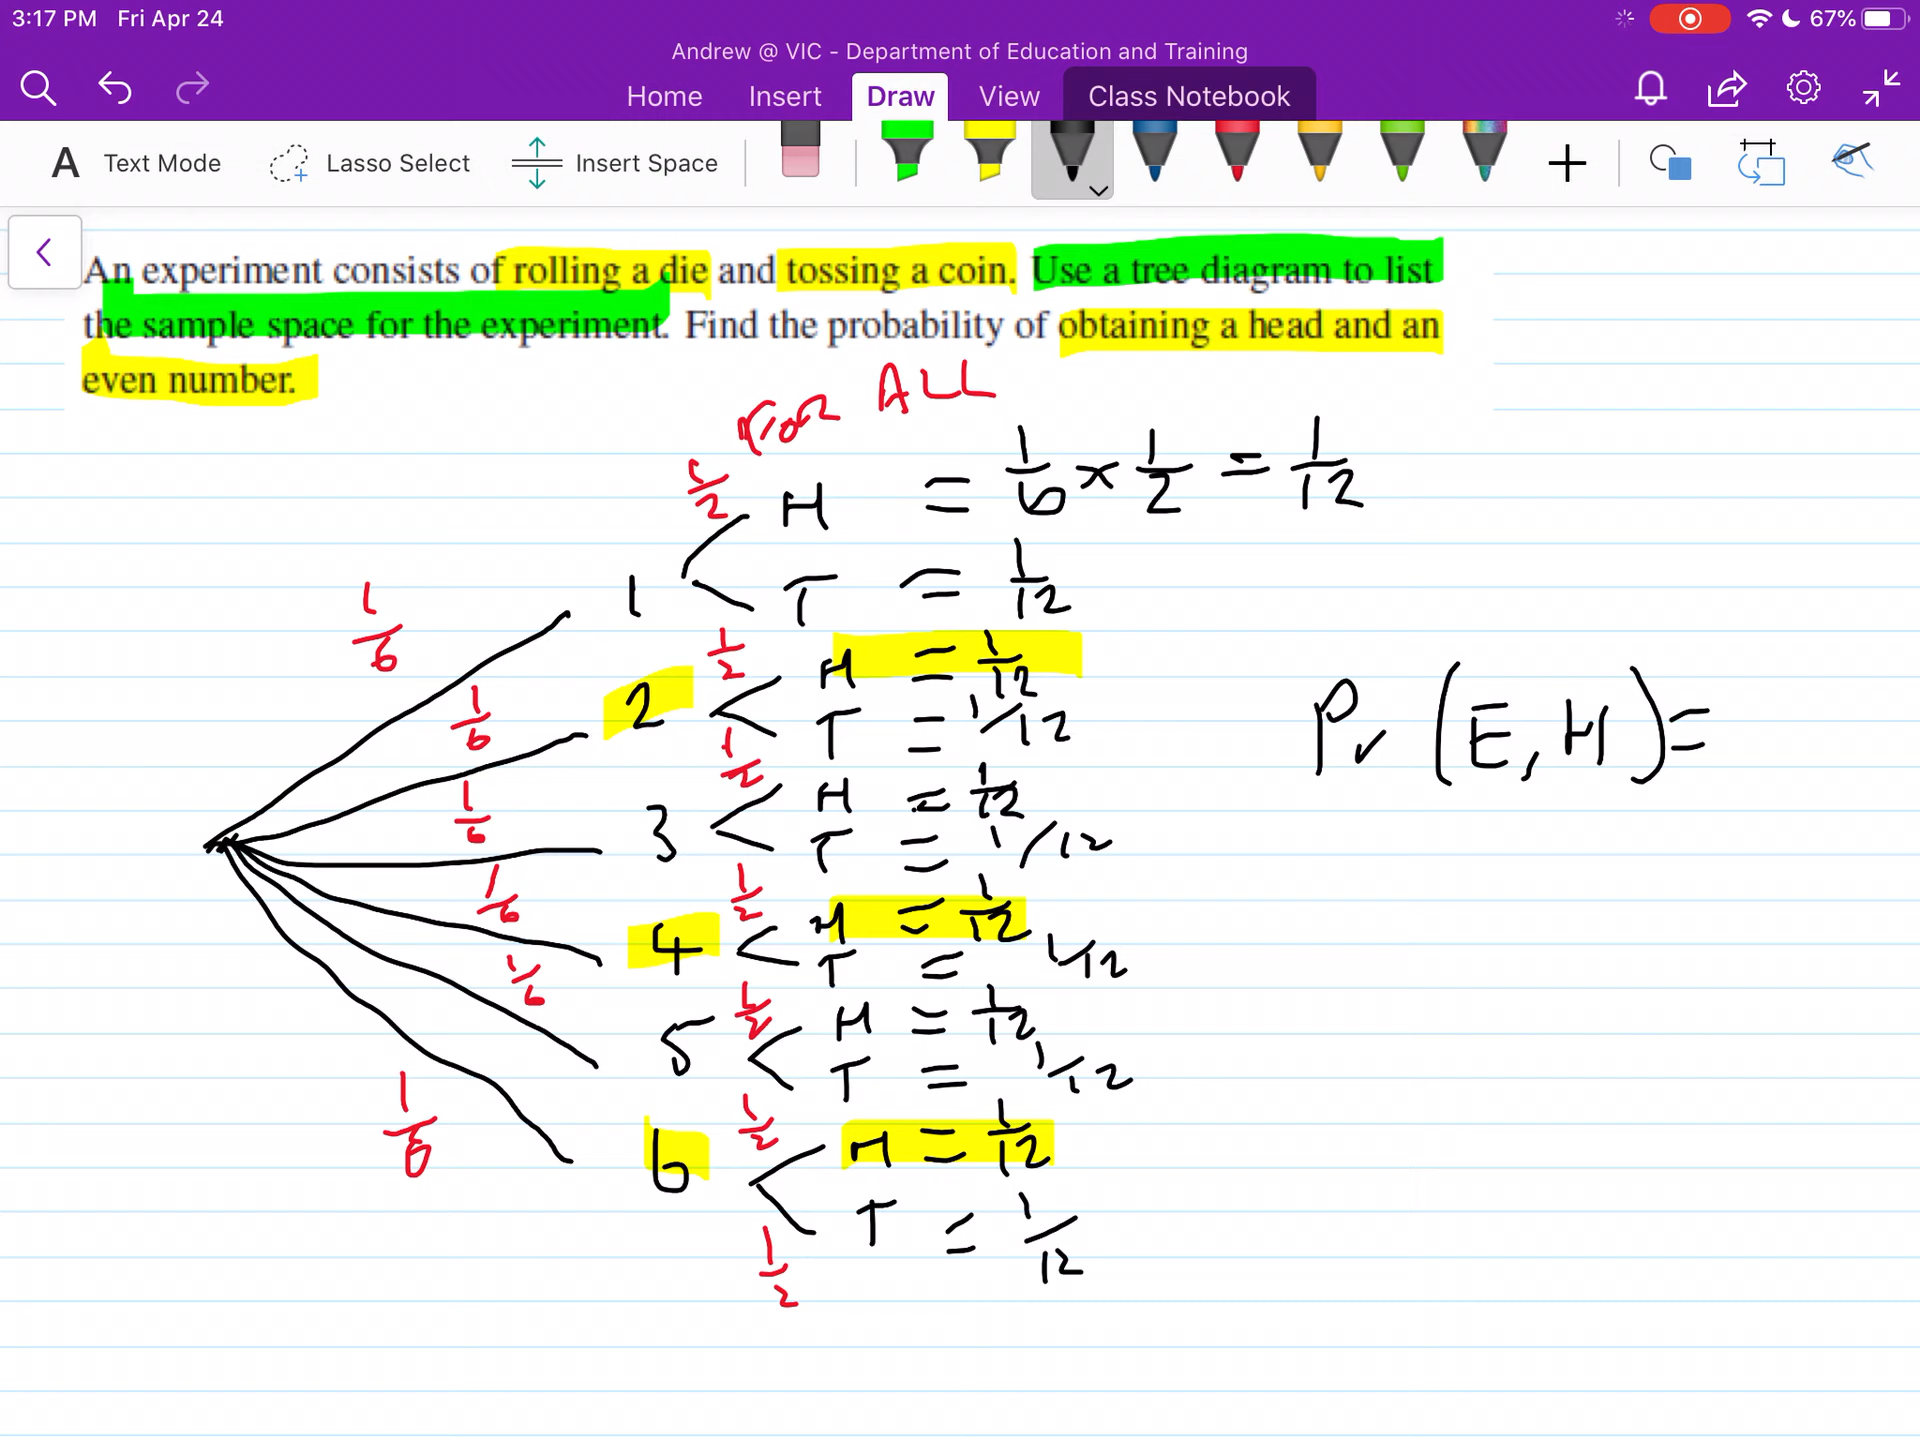 3:17 PM Fri Apr 24
67%
Andrew @ VIC - Department of Education and Training
Home Insert Draw View Class Notebook
A Text Mode Lasso Select Insert Space
An experiment consists of rolling a die and tossing a coin. Use a tree diagram to list
the sample space for the experiment. Find the probability of obtaining a head and an
even number.
FOR ALL
1/2 H = 1/6 x 1/2 = 1/12
1/6 1 T = 1/12
1/2 H = 1/12
1/6 2 T = 1/12
Pr (E, H) =
1/2 H = 1/12
1/6 3 T = 1/12
1/2 H = 1/12
1/6 4 T = 1/12
1/2 H = 1/12
1/6 5 T = 1/12
1/2 H = 1/12
1/6 6
1/2 T = 1/12